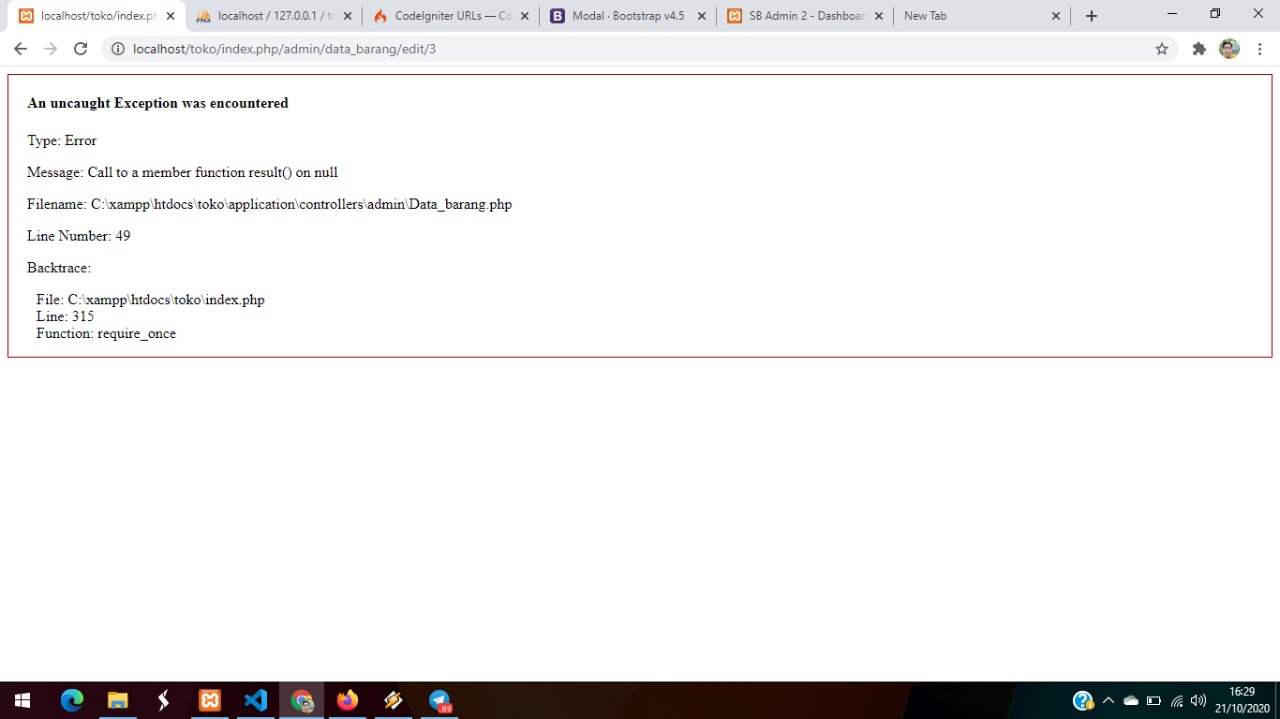 localhost/toko/index.ph
localhost / 127.0.0.1 / to
CodeIgniter URLs — Co
Modal · Bootstrap v4.5
SB Admin 2 - Dashboar
New Tab
localhost/toko/index.php/admin/data_barang/edit/3
An uncaught Exception was encountered
Type: Error
Message: Call to a member function result() on null
Filename: C:\xampp\htdocs\toko\application\controllers\admin\Data_barang.php
Line Number: 49
Backtrace:
File: C:\xampp\htdocs\toko\index.php
Line: 315
Function: require_once
99
16:29
21/10/2020